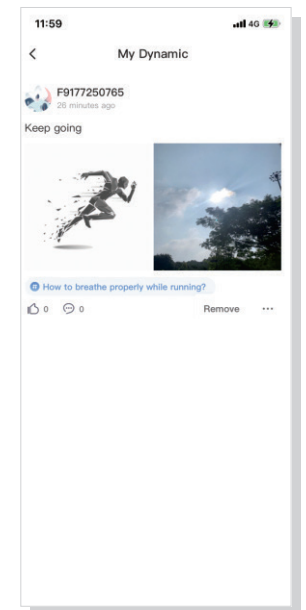 11:59
4G
My Dynamic
F9177250765
26 minutes ago
Keep going
How to breathe properly while running?
0 0 Remove ...